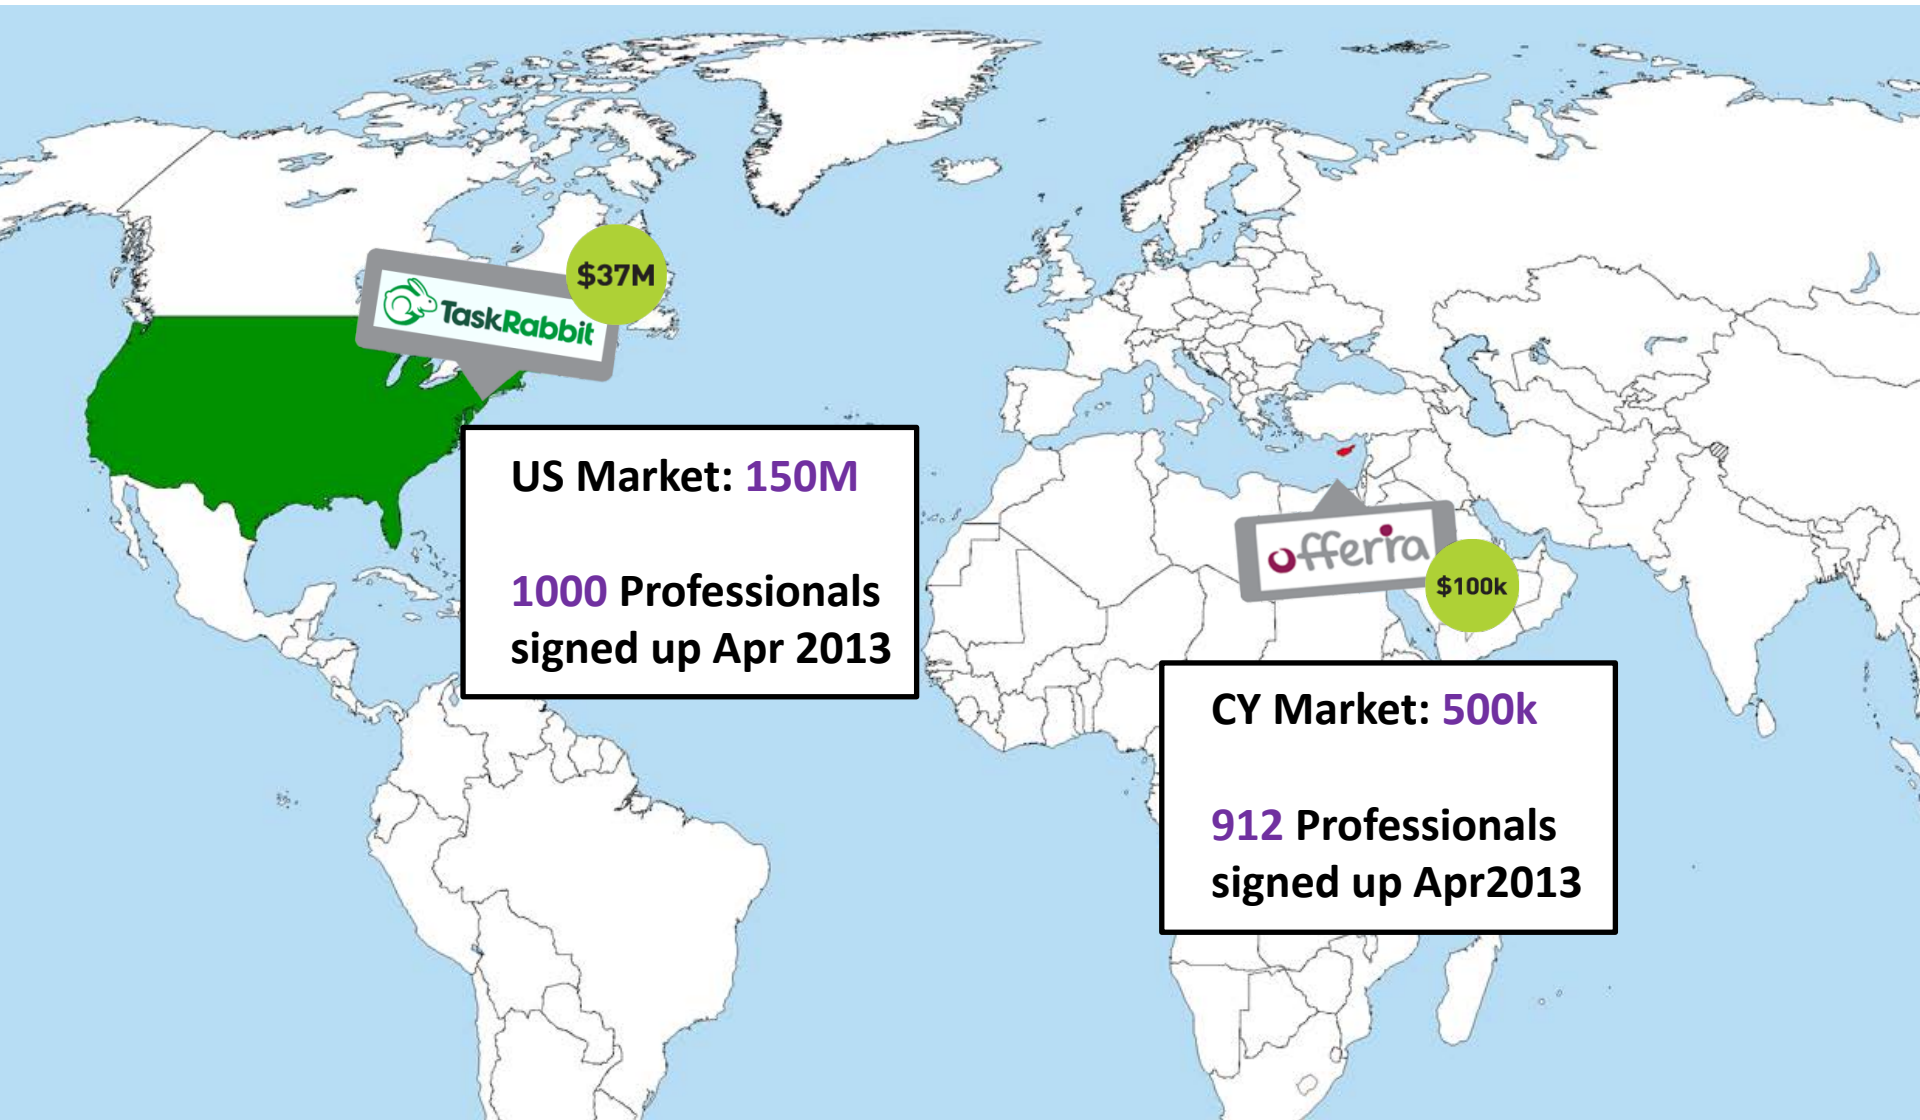 $37M
TaskRabbit
US Market: 150M
1000 Professionals
signed up Apr 2013
offerra
$100k
CY Market: 500k
912 Professionals
signed up Apr2013